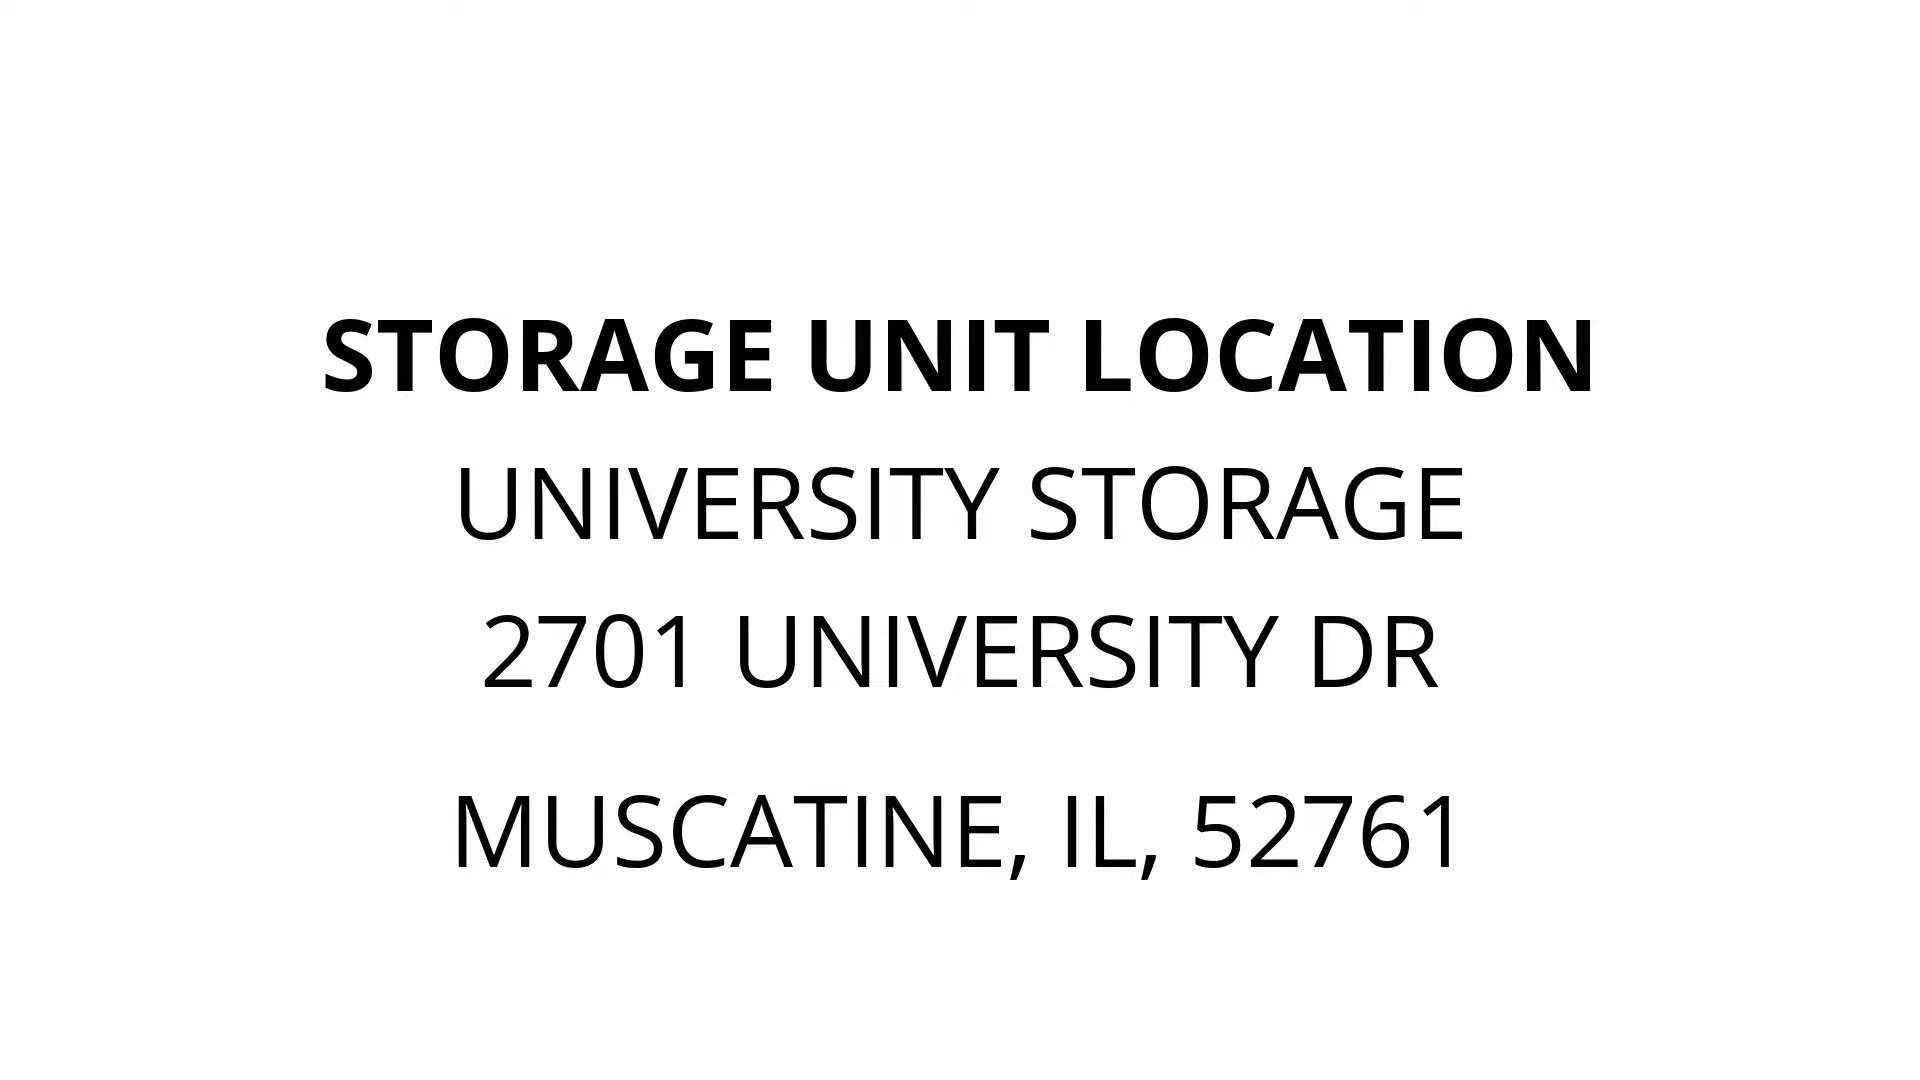 STORAGE UNIT LOCATION
UNIVERSITY STORAGE
2701 UNIVERSITY DR
MUSCATINE, IL, 52761